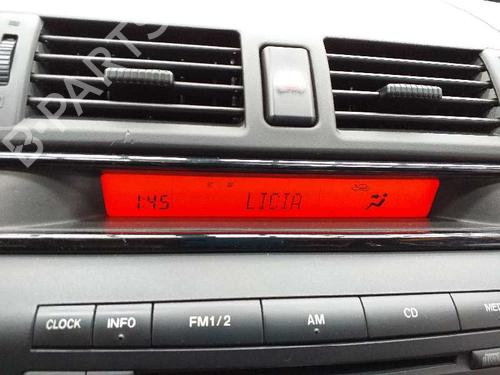 B-PARTS
1:45 LICIA
CLOCK INFO FM1/2 AM CD